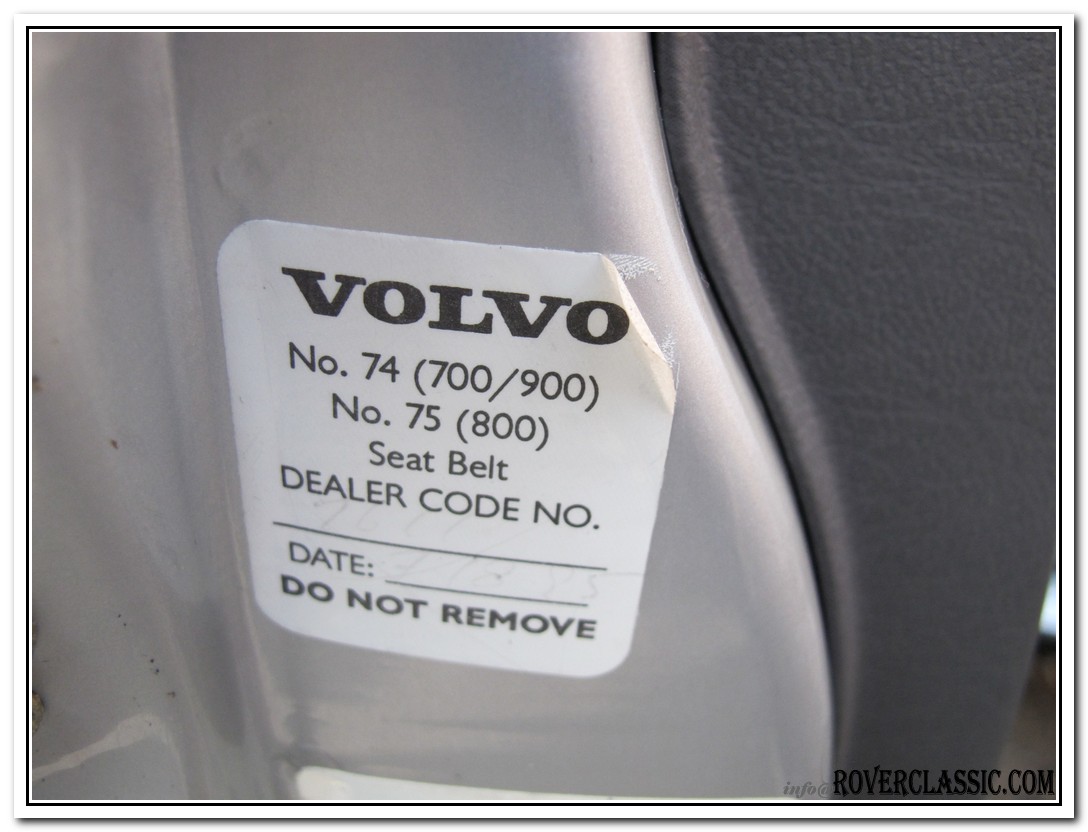 VOLVO
No. 74 (700/900)
No. 75 (800)
Seat Belt
DEALER CODE NO.
DATE:
DO NOT REMOVE
info@ROVERCLASSIC.COM